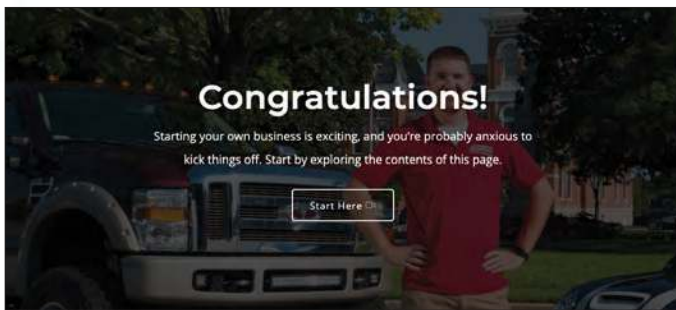 Congratulations!
Starting your own business is exciting, and you're probably anxious to
kick things off. Start by exploring the contents of this page.
Start Here